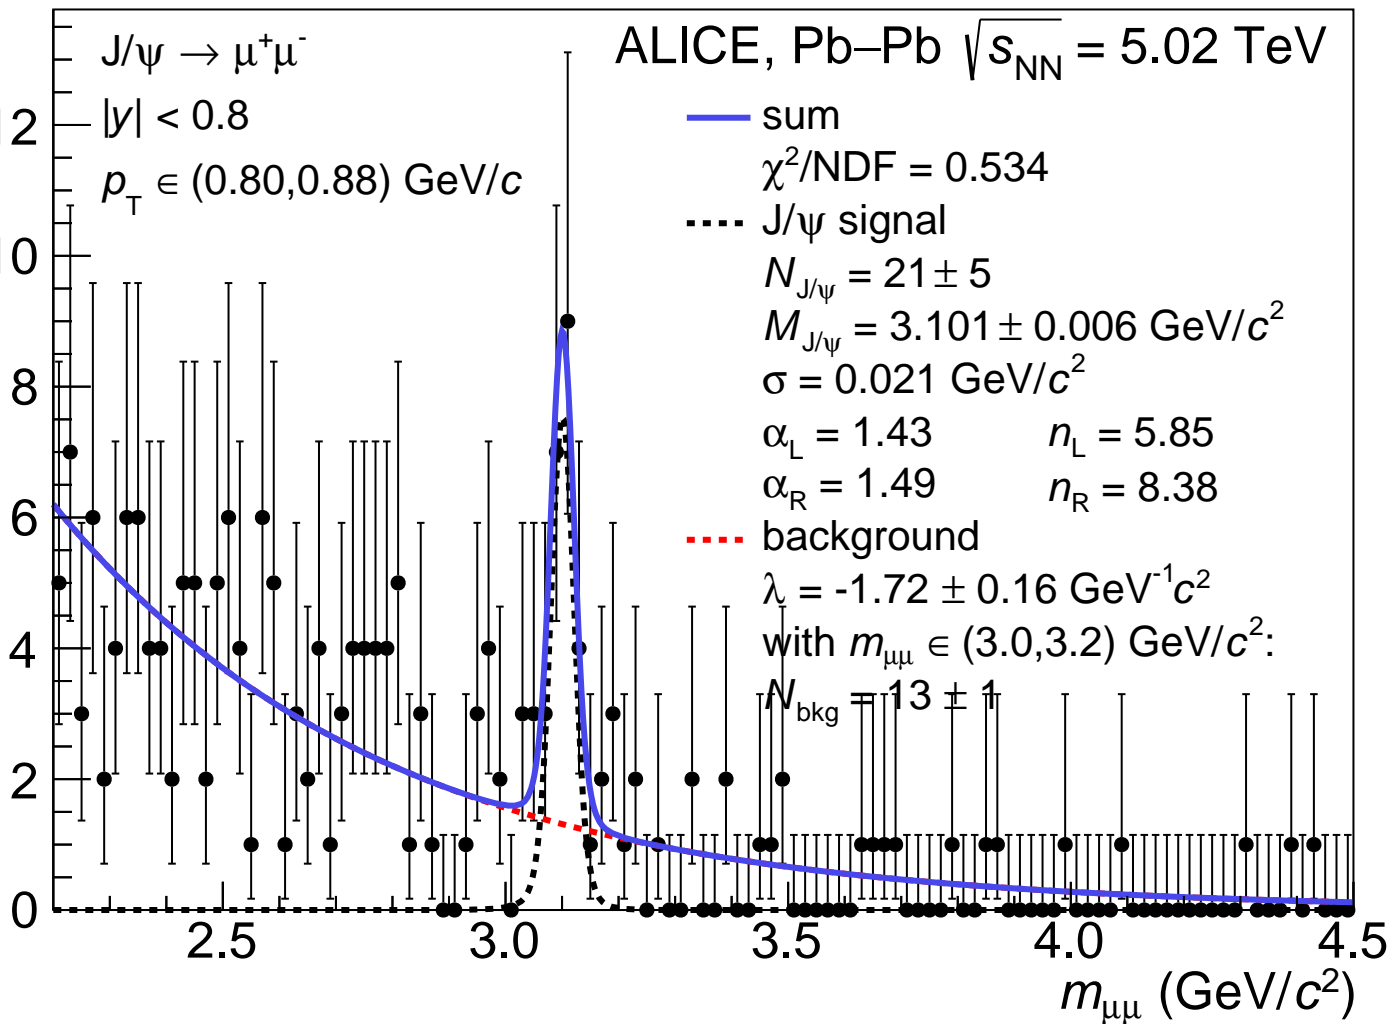 J/ψ → μ⁺μ⁻
|y| < 0.8
p_T ∈ (0.80,0.88) GeV/c
ALICE, Pb–Pb √s_NN = 5.02 TeV
sum
χ²/NDF = 0.534
J/ψ signal
N_J/ψ = 21 ± 5
M_J/ψ = 3.101 ± 0.006 GeV/c²
σ = 0.021 GeV/c²
α_L = 1.43 n_L = 5.85
α_R = 1.49 n_R = 8.38
background
λ = -1.72 ± 0.16 GeV⁻¹c²
with m_μμ ∈ (3.0,3.2) GeV/c²:
N_bkg = 13 ± 1
12
10
8
6
4
2
0
2.5 3.0 3.5 4.0 4.5
m_μμ (GeV/c²)